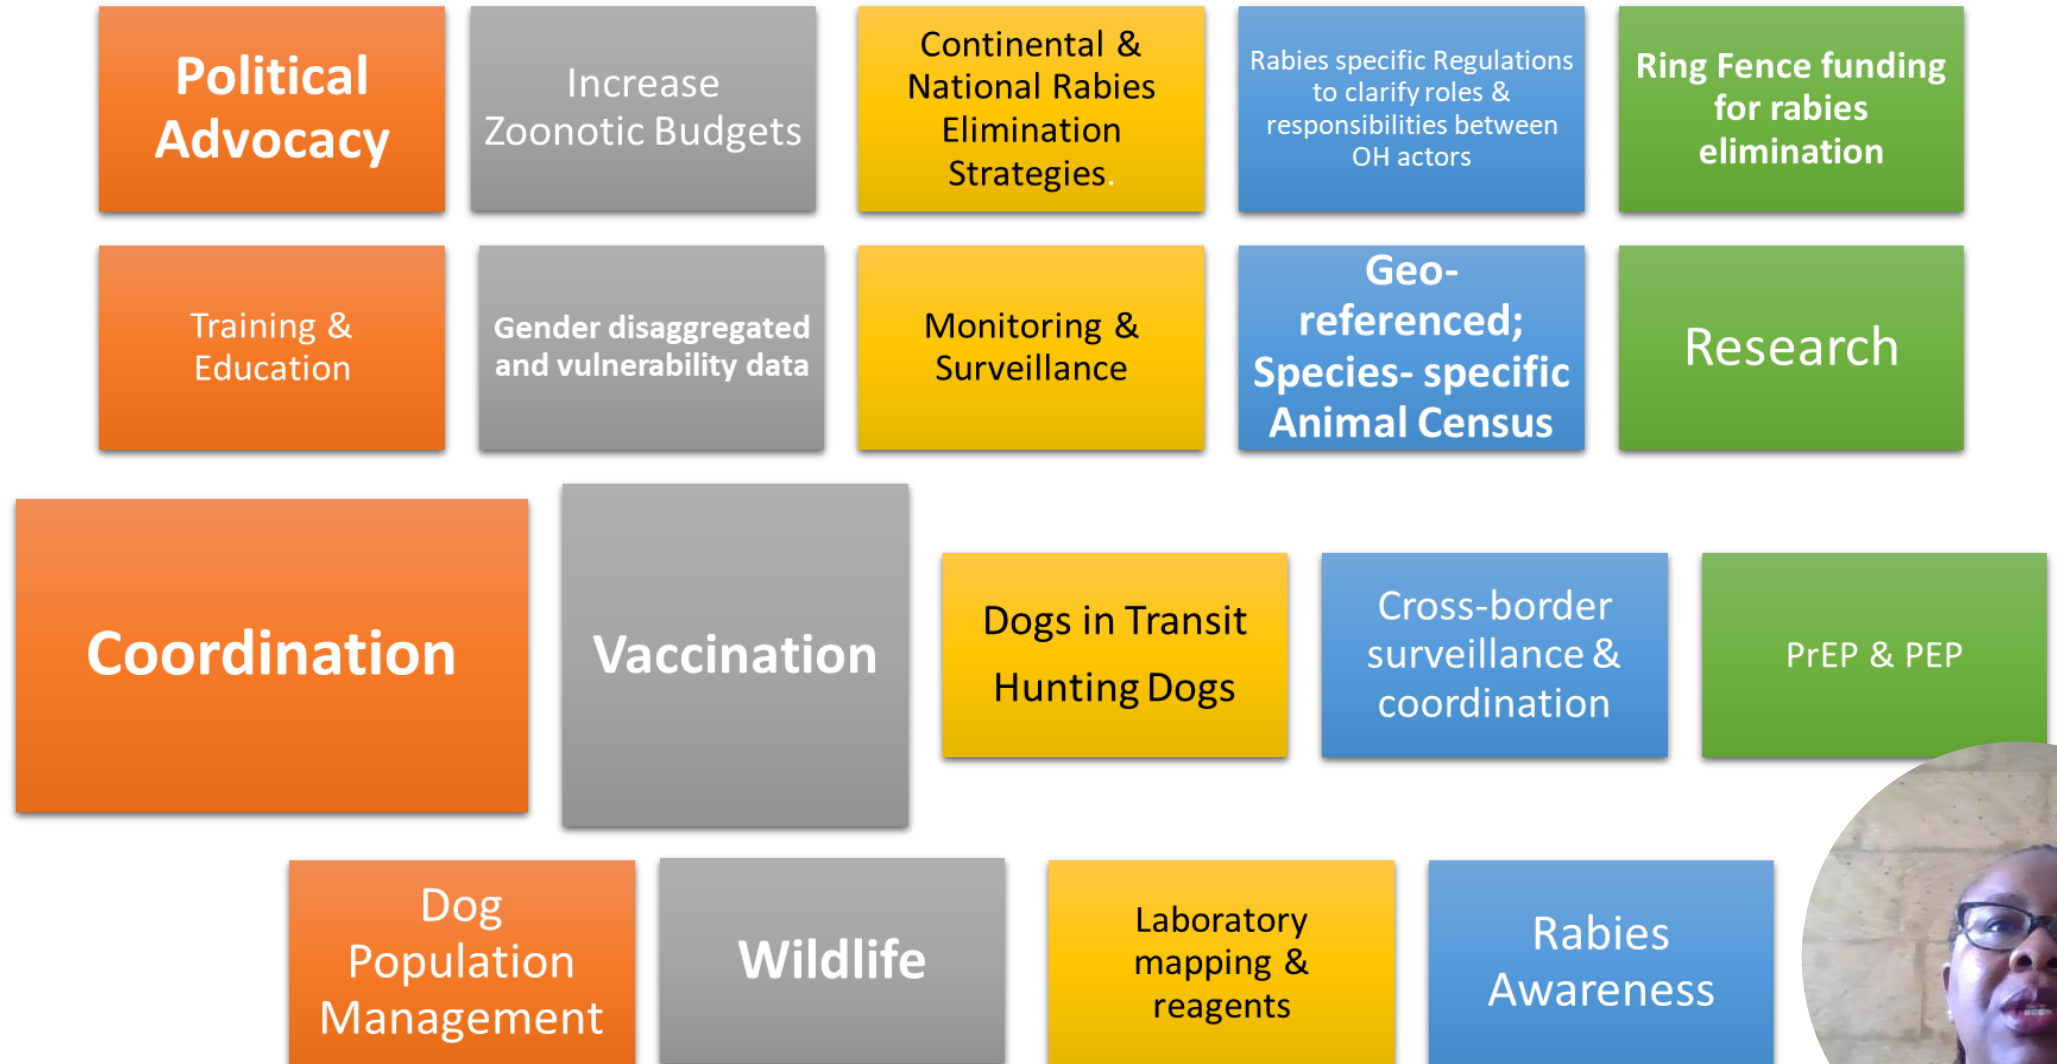 Political
Advocacy
Increase
Zoonotic Budgets
Continental &
National Rabies
Elimination
Strategies.
Rabies specific Regulations
to clarify roles &
responsibilities between
OH actors
Ring Fence funding
for rabies
elimination
Training &
Education
Gender disaggregated
and vulnerability data
Monitoring &
Surveillance
Geo-
referenced;
Species- specific
Animal Census
Research
Coordination
Vaccination
Dogs in Transit
Hunting Dogs
Cross-border
surveillance &
coordination
PrEP & PEP
Dog
Population
Management
Wildlife
Laboratory
mapping &
reagents
Rabies
Awareness